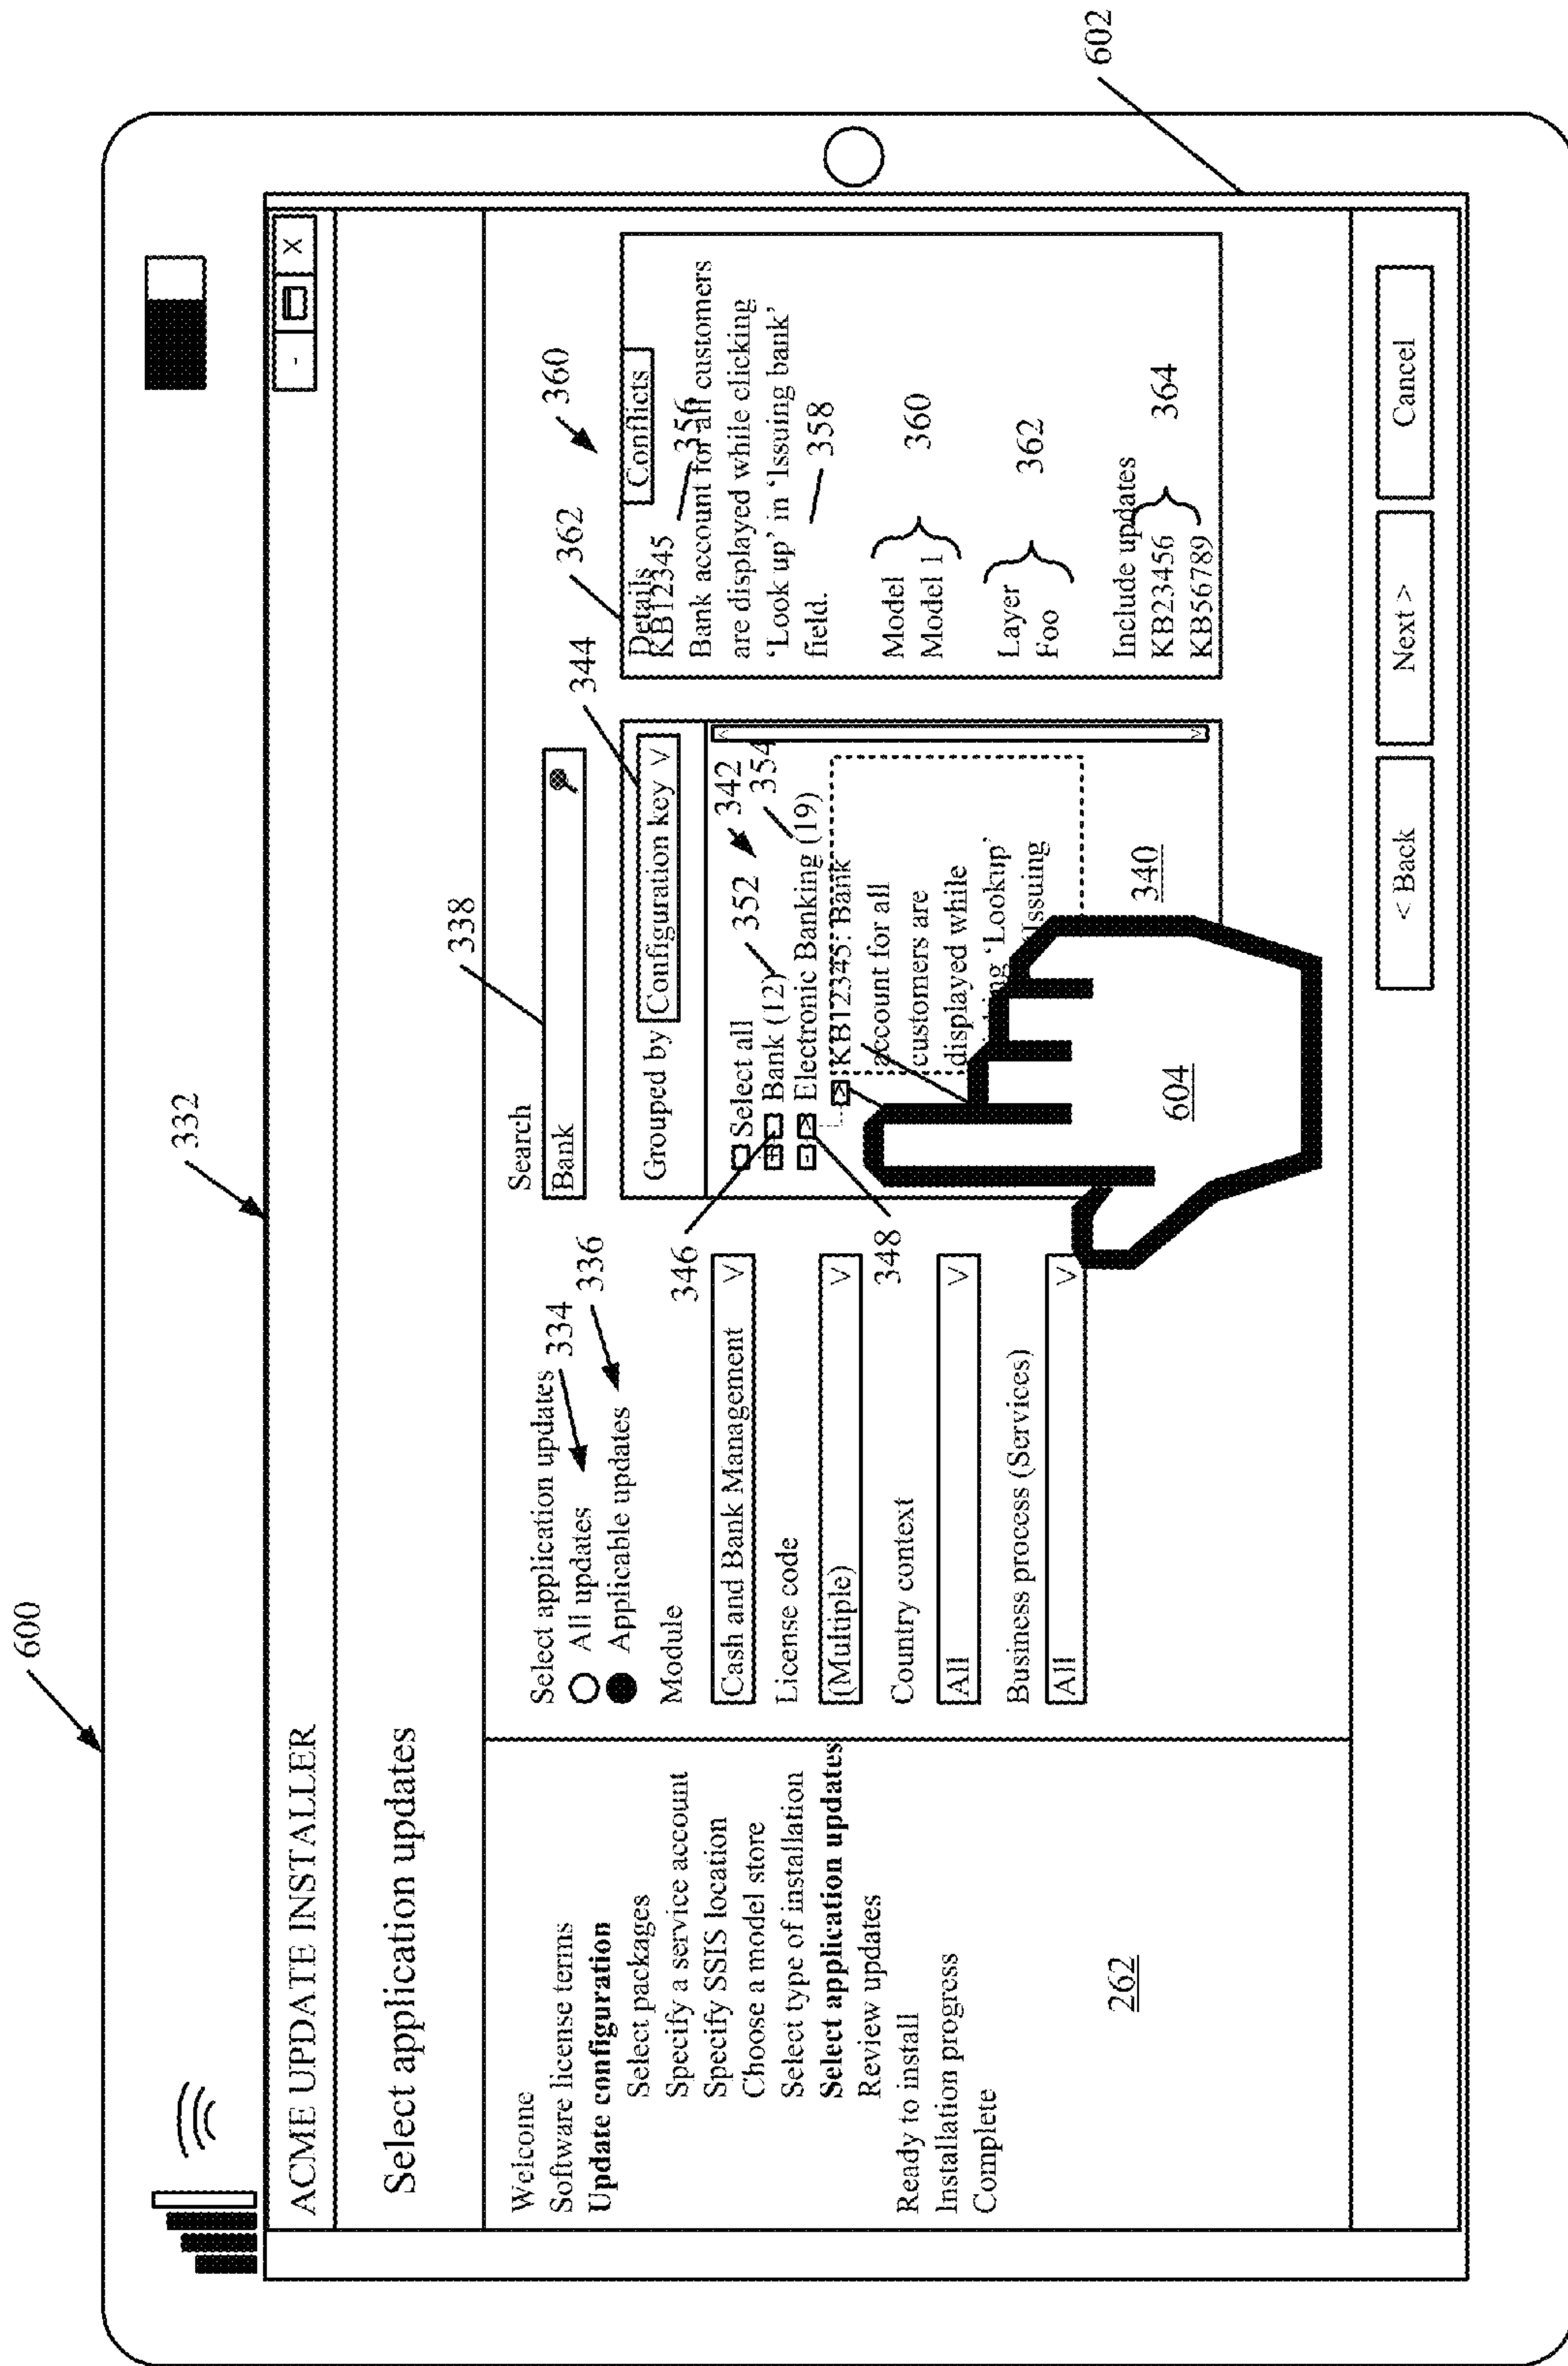 600
332
ACME UPDATE INSTALLER
- X
Select application updates
Welcome
Software license terms
Update configuration
Select packages
Specify a service account
Specify SSIS location
Choose a model store
Select type of installation
Select application updates
Review updates
Ready to install
Installation progress
Complete
262
Select application updates
334
All updates
336
Applicable updates
Module
Cash and Bank Management V
License code
(Multiple) V
Country context
All V
Business process (Services)
All V
338
Search
Bank
344
Grouped by Configuration key V
346
348
352
342
354
Select all
+ Bank (12)
- > Electronic Banking (19)
> KB12345: Bank
account for all
customers are
displayed while
'Lookup'
Issuing
340
604
362
360
Details
Conflicts
KB12345
356
Bank account for all customers
are displayed while clicking
'Look up' in 'Issuing bank'
field.
358
Model
Model 1
360
Layer
Foo
362
Include updates
KB23456
KB56789
364
< Back
Next >
Cancel
602